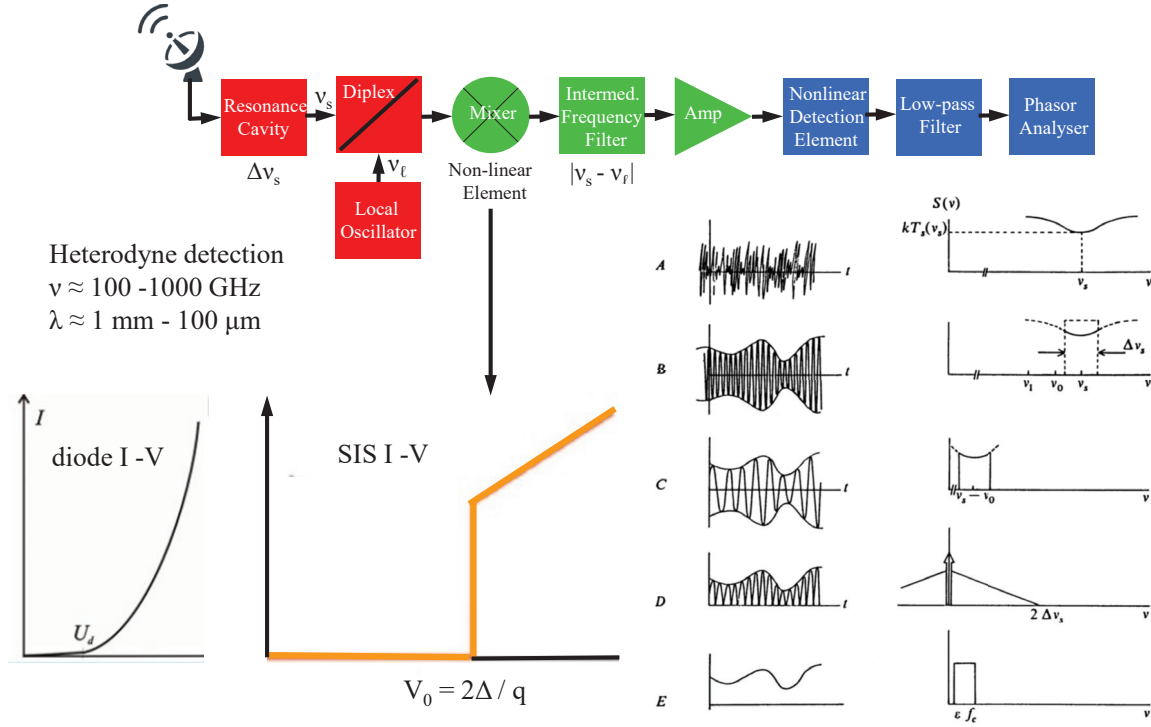 Resonance
Cavity
Δνs
νs
Diplex
νℓ
Local
Oscillator
Mixer
Non-linear
Element
Intermed.
Frequency
Filter
|νs - νℓ|
Amp
Nonlinear
Detection
Element
Low-pass
Filter
Phasor
Analyser
Heterodyne detection
ν ≈ 100 -1000 GHz
λ ≈ 1 mm - 100 μm
I
diode I -V
Ud
SIS I -V
V0 = 2Δ / q
A
t
S(ν)
kTs(νs)
νs
ν
B
t
Δνs
ν1
ν0
νs
ν
C
t
νs — ν0
ν
D
t
2 Δνs
ν
E
ε
fc
ν